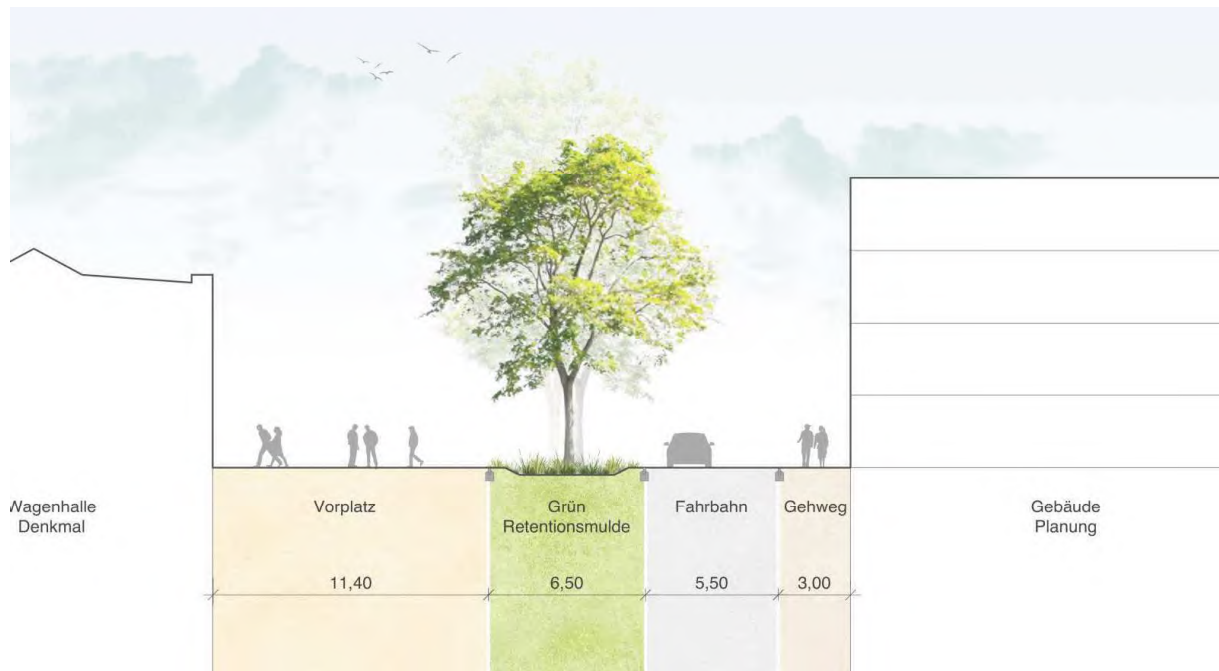 Wagenhalle
Denkmal
Vorplatz
Grün
Retentionsmulde
Fahrbahn
Gehweg
Gebäude
Planung
11,40
6,50
5,50
3,00